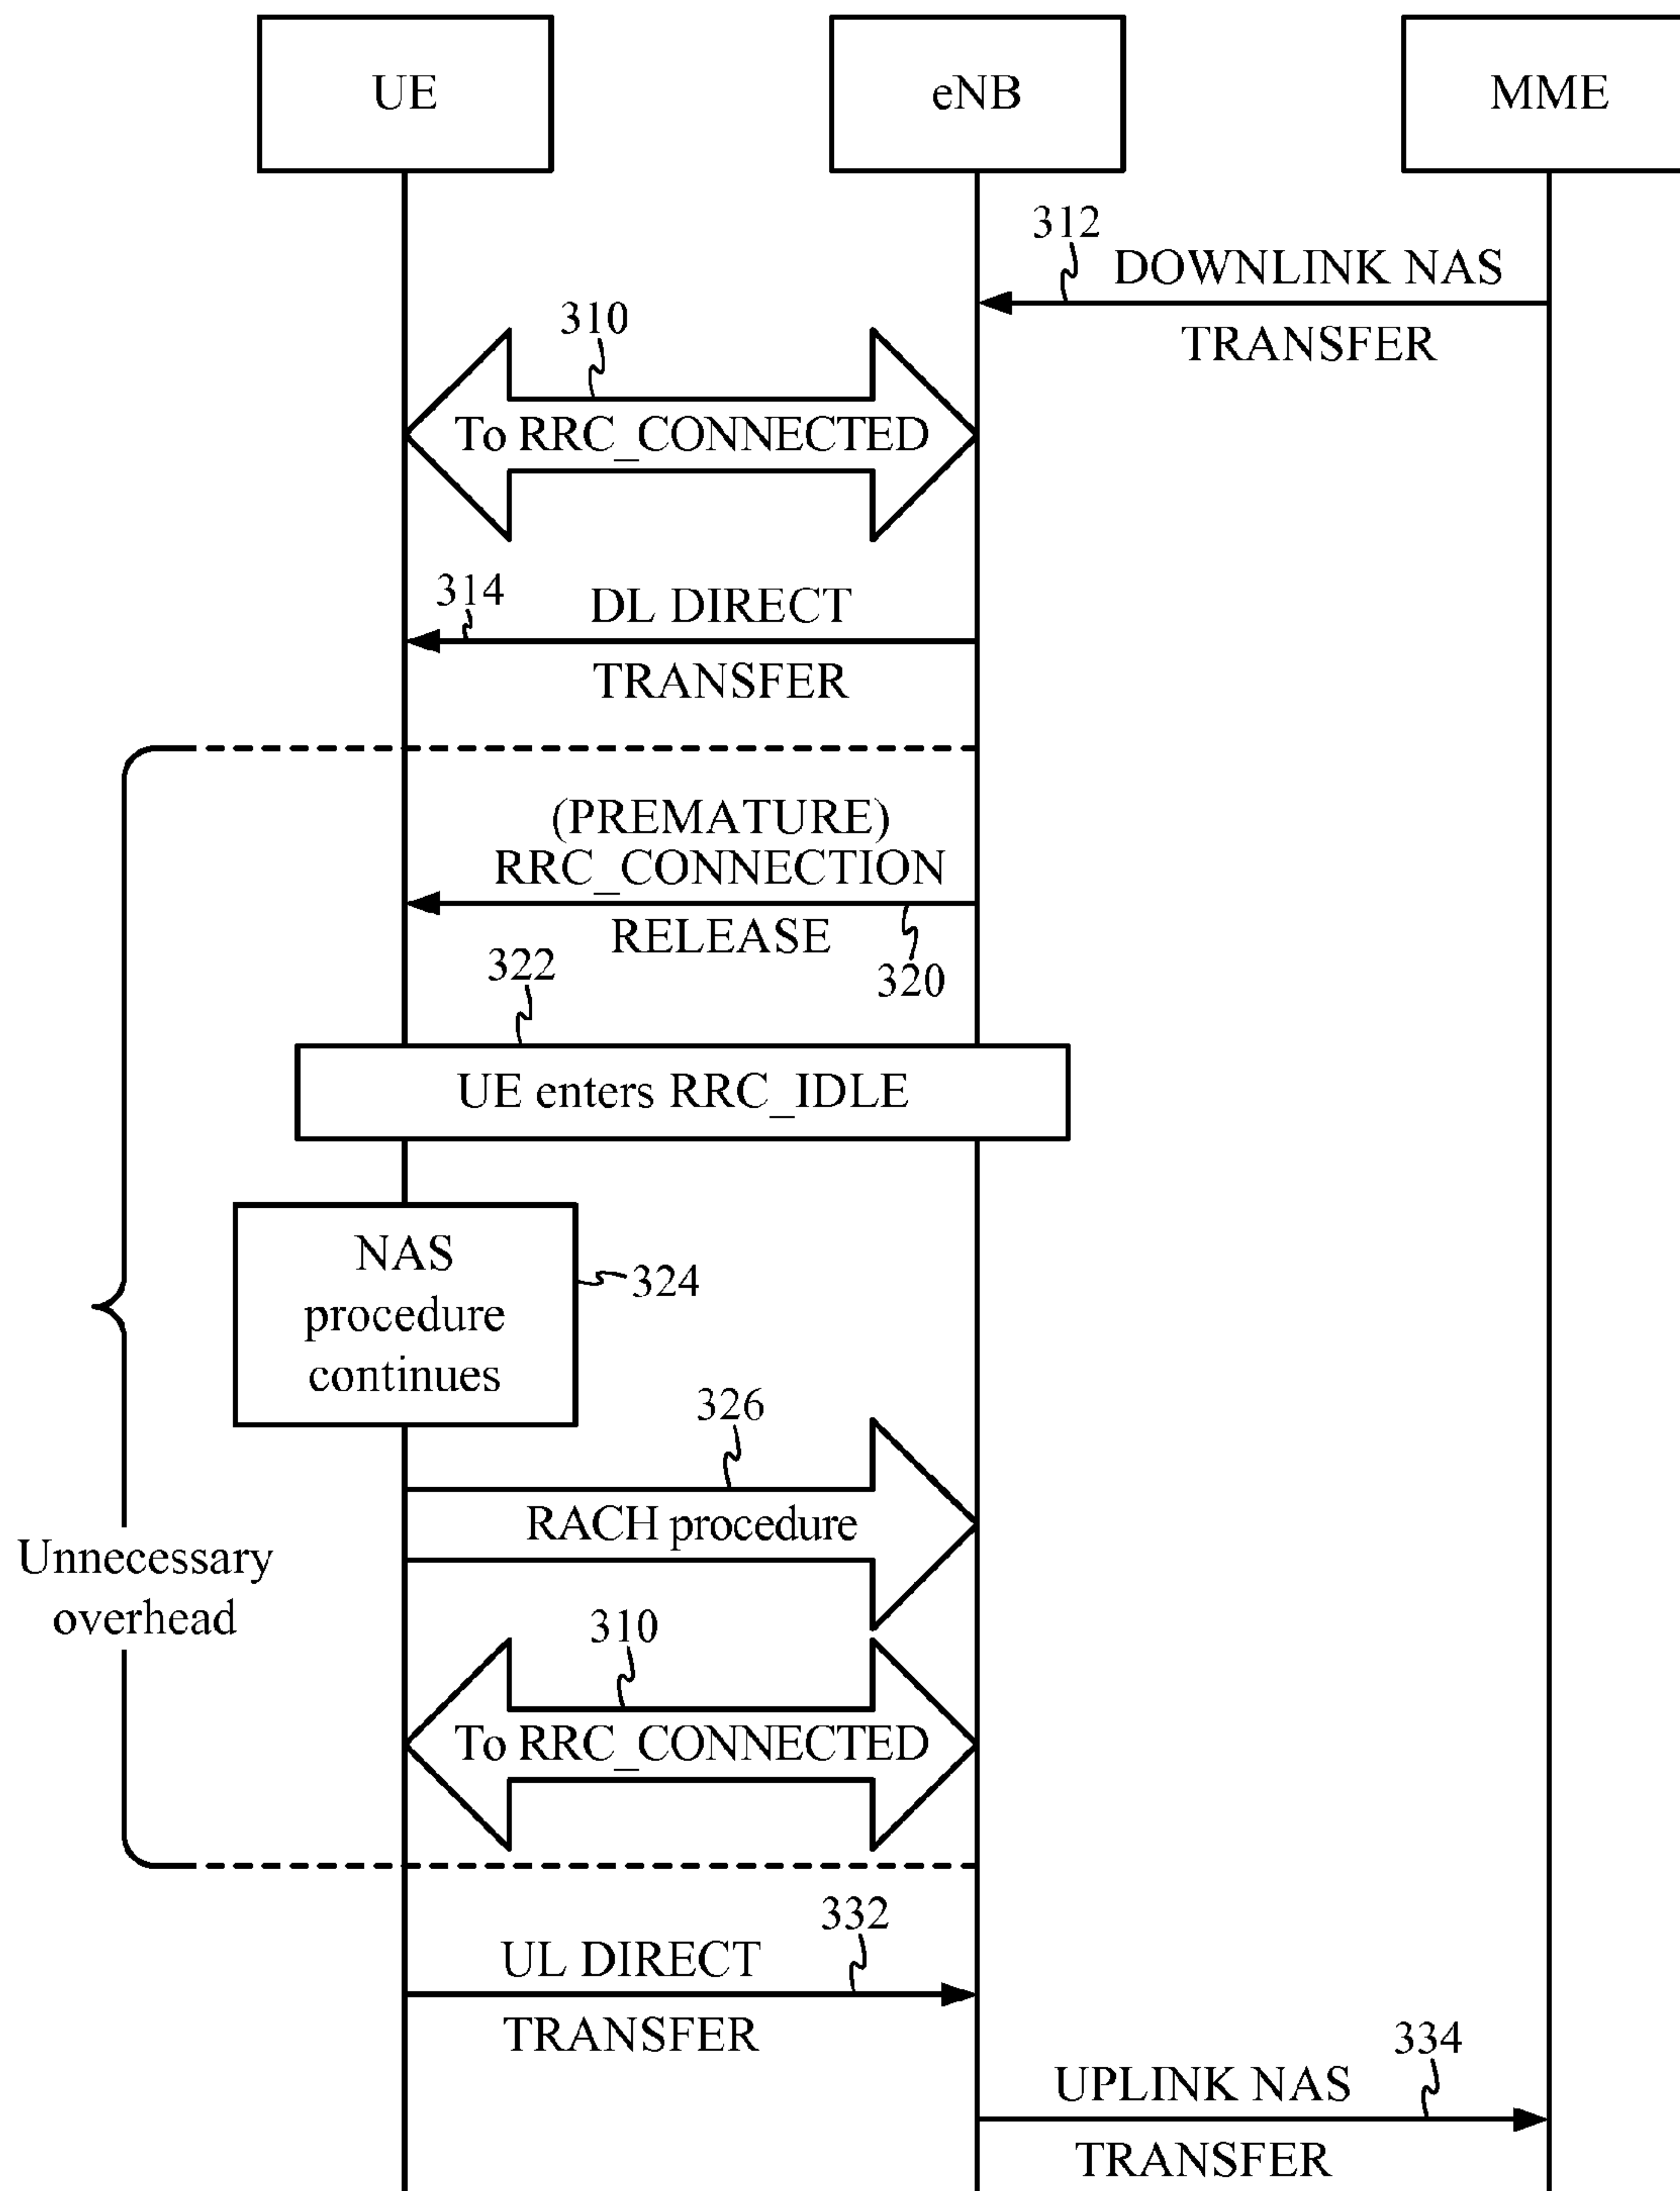 UE
eNB
MME
312
DOWNLINK NAS
TRANSFER
310
To RRC_CONNECTED
314
DL DIRECT
TRANSFER
(PREMATURE)
RRC_CONNECTION
RELEASE
320
322
UE enters RRC_IDLE
NAS
procedure
continues
324
326
RACH procedure
Unnecessary
overhead
310
To RRC_CONNECTED
332
UL DIRECT
TRANSFER
334
UPLINK NAS
TRANSFER